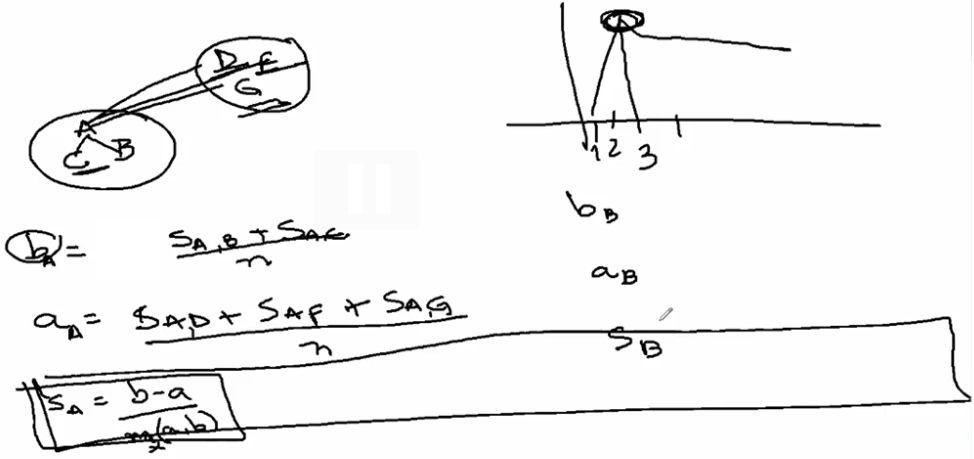 D F
G
A
C B
1 2 3
b_B
b_A = (S_A,B + S_A,C) / n
a_B
a_A = (S_A,D + S_A,F + S_A,G) / n
S_B
S_A = (b-a) / max(a,b)